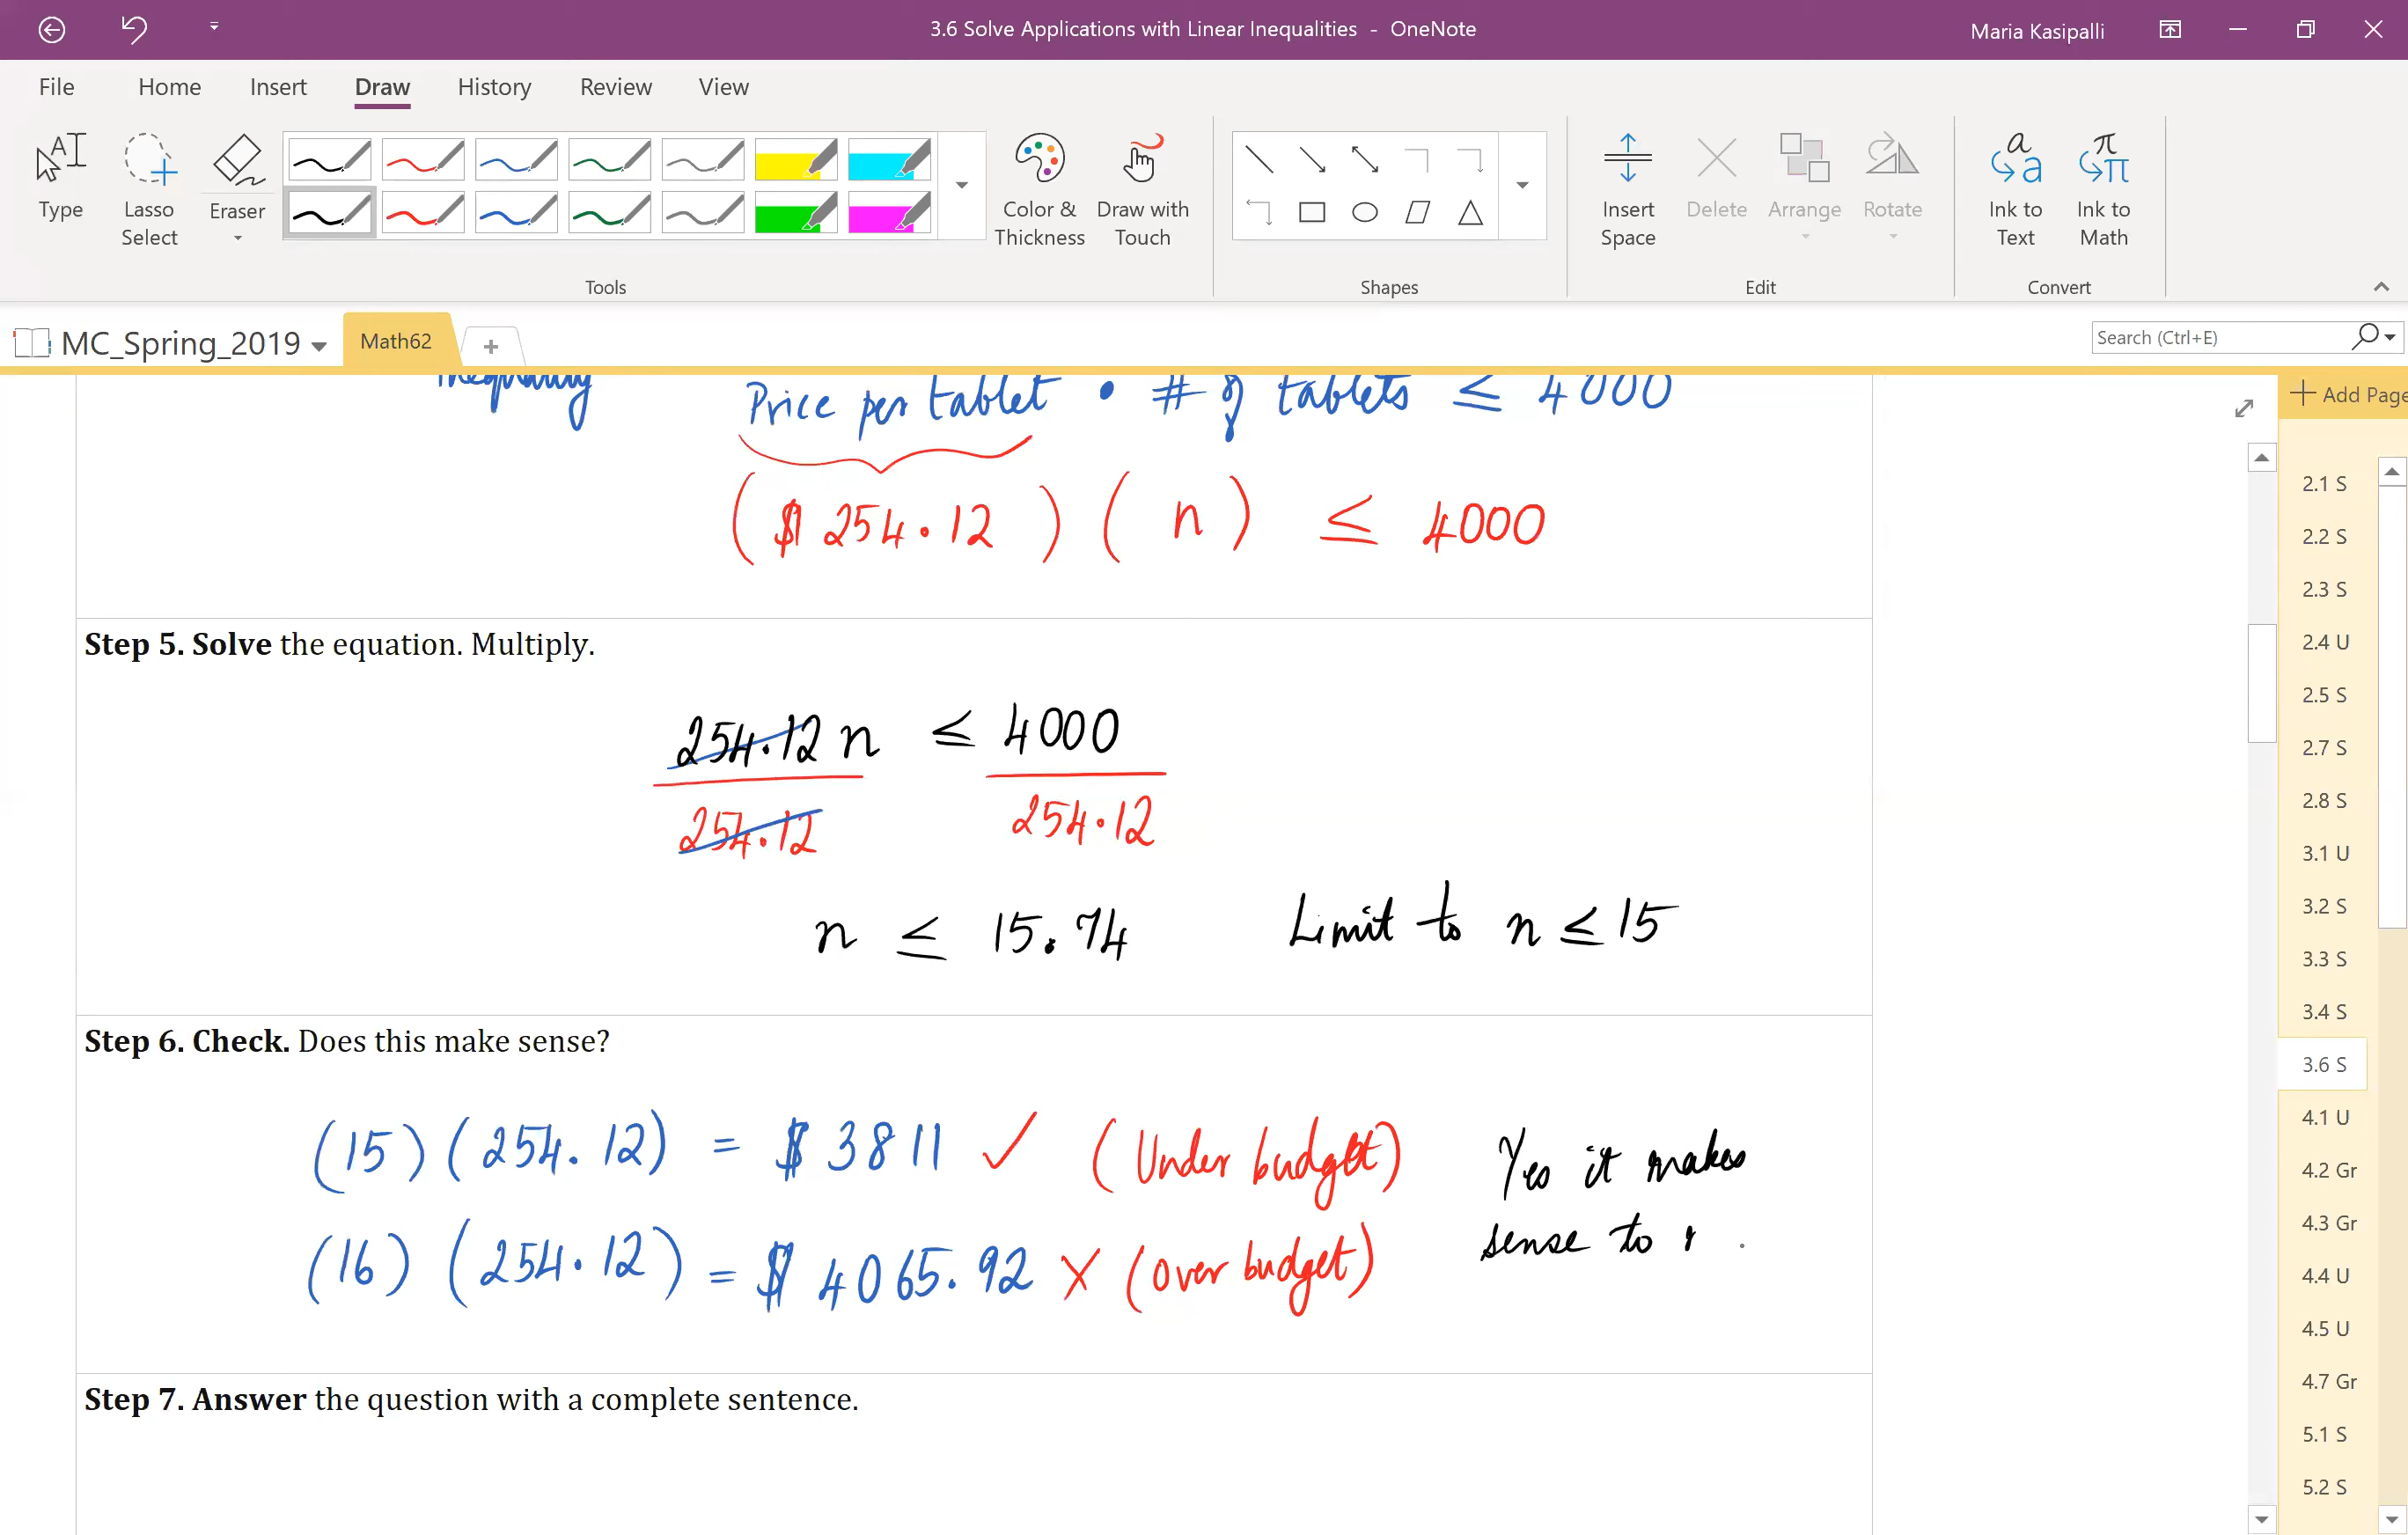 3.6 Solve Applications with Linear Inequalities - OneNote
Maria Kasipalli
File Home Insert Draw History Review View
Type
Lasso Select
Eraser
Color & Thickness
Draw with Touch
Insert Space
Delete
Arrange
Rotate
Ink to Text
Ink to Math
Tools
Shapes
Edit
Convert
MC_Spring_2019
Math62
Search (Ctrl+E)
Add Page
Price per tablet • # of tablets ≤ 4000
($ 254.12) (n) ≤ 4000
Step 5. Solve the equation. Multiply.
254.12 n ≤ 4000
254.12 254.12
n ≤ 15.74 Limit to n ≤ 15
Step 6. Check. Does this make sense?
(15) (254.12) = $ 3811 ✓ (Under budget)
(16) (254.12) = $ 4065.92 X (over budget)
Yes it makes
sense to
Step 7. Answer the question with a complete sentence.
2.1 S
2.2 S
2.3 S
2.4 U
2.5 S
2.7 S
2.8 S
3.1 U
3.2 S
3.3 S
3.4 S
3.6 S
4.1 U
4.2 Gr
4.3 Gr
4.4 U
4.5 U
4.7 Gr
5.1 S
5.2 S